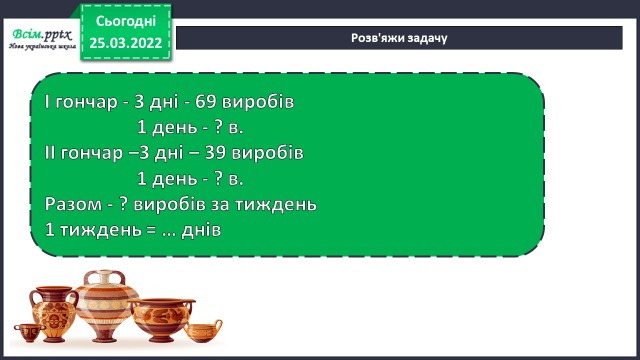 Всім.pptx
Нова українська школа
Сьогодні
25.03.2022
Розв'яжи задачу
І гончар - 3 дні - 69 виробів
1 день - ? в.
ІІ гончар –3 дні – 39 виробів
1 день - ? в.
Разом - ? виробів за тиждень
1 тиждень = ... днів